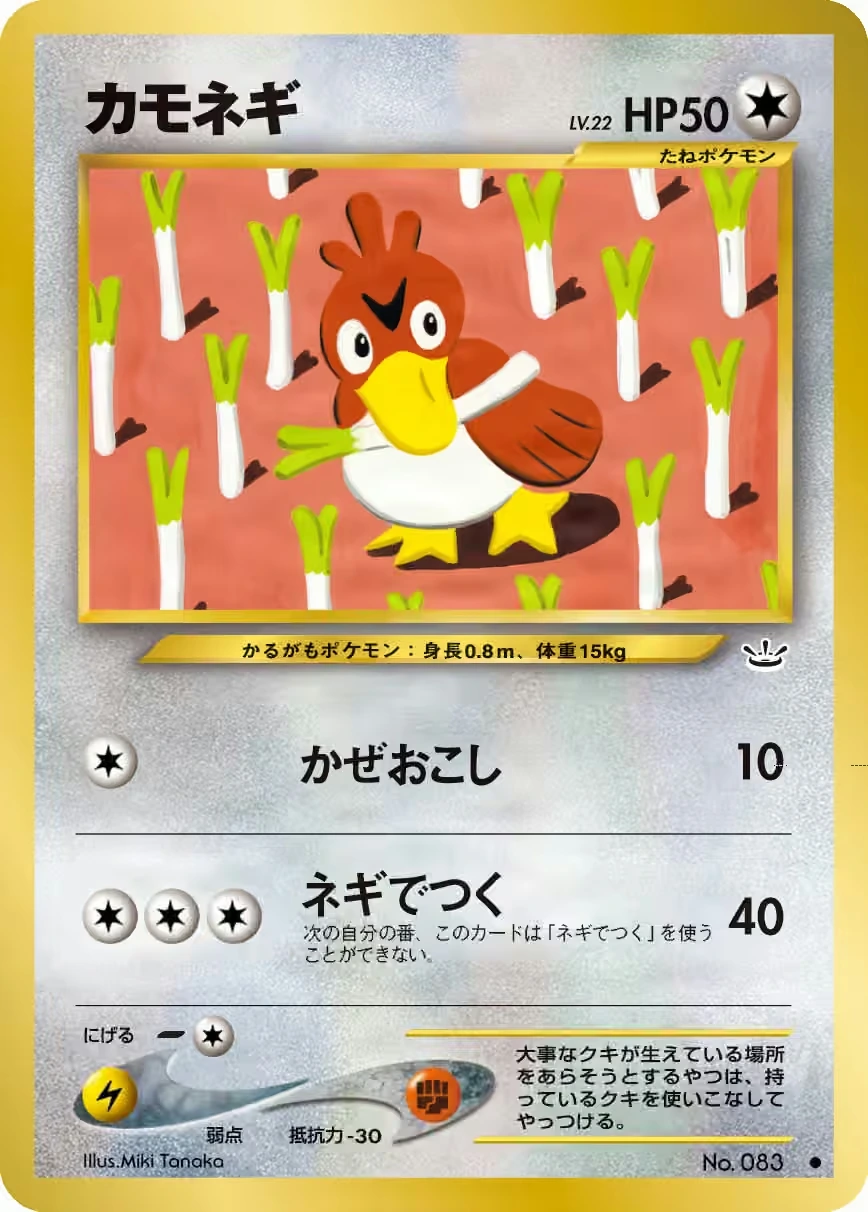 カモネギ
LV.22 HP50
たねポケモン
かるがもポケモン：身長0.8m、体重15kg
かぜおこし 10
ネギでつく 40
次の自分の番、このカードは「ネギでつく」を使う
ことができない。
にげる
大事なクキが生えている場所
をあらそうとするやつは、持
っているクキを使いこなして
やっつける。
弱点 抵抗力-30
Illus.Miki Tanaka
No. 083